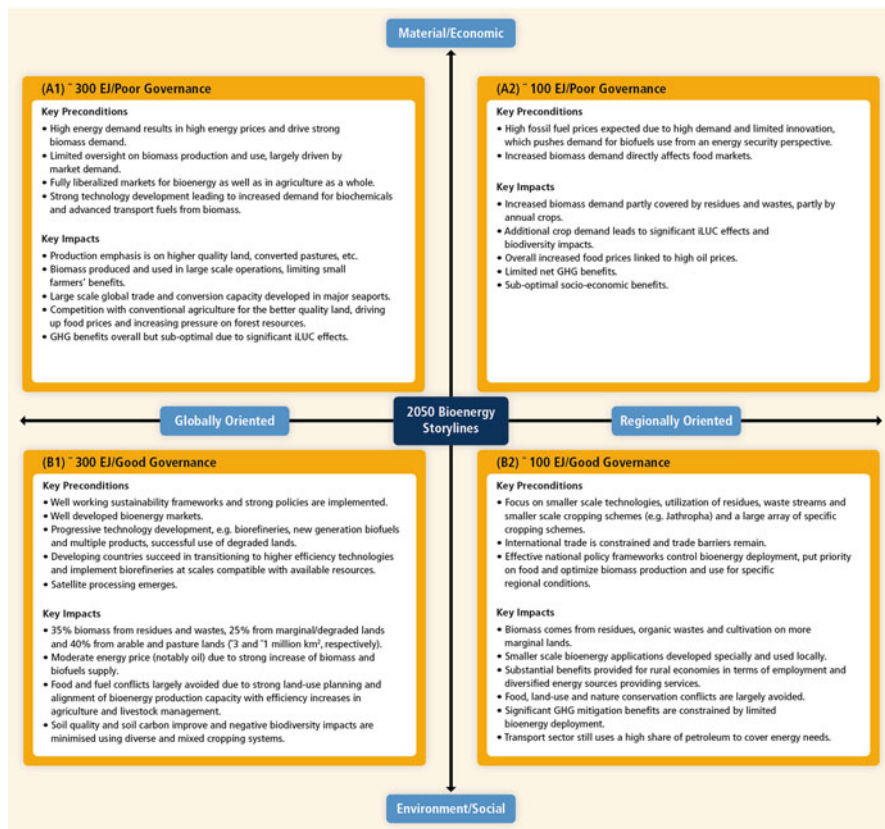 Material/Economic
(A1) ~ 300 EJ/Poor Governance
Key Preconditions
• High energy demand results in high energy prices and drive strong
biomass demand.
• Limited oversight on biomass production and use, largely driven by
market demand.
• Fully liberalized markets for bioenergy as well as in agriculture as a whole.
• Strong technology development leading to increased demand for biochemicals
and advanced transport fuels from biomass.
Key Impacts
• Production emphasis is on higher quality land, converted pastures, etc.
• Biomass produced and used in large scale operations, limiting small
farmers' benefits.
• Large scale global trade and conversion capacity developed in major seaports.
• Competition with conventional agriculture for the better quality land, driving
up food prices and increasing pressure on forest resources.
• GHG benefits overall but sub-optimal due to significant iLUC effects.
(A2) ~ 100 EJ/Poor Governance
Key Preconditions
• High fossil fuel prices expected due to high demand and limited innovation,
which pushes demand for biofuels use from an energy security perspective.
• Increased biomass demand directly affects food markets.
Key Impacts
• Increased biomass demand partly covered by residues and wastes, partly by
annual crops.
• Additional crop demand leads to significant iLUC effects and
biodiversity impacts.
• Overall increased food prices linked to high oil prices.
• Limited net GHG benefits.
• Sub-optimal socio-economic benefits.
Globally Oriented
2050 Bioenergy
Storylines
Regionally Oriented
(B1) ~ 300 EJ/Good Governance
Key Preconditions
• Well working sustainability frameworks and strong policies are implemented.
• Well developed bioenergy markets.
• Progressive technology development, e.g. biorefineries, new generation biofuels
and multiple products, successful use of degraded lands.
• Developing countries succeed in transitioning to higher efficiency technologies
and implement biorefineries at scales compatible with available resources.
• Satellite processing emerges.
Key Impacts
• 35% biomass from residues and wastes, 25% from marginal/degraded lands
and 40% from arable and pasture lands (~3 and ~1 million km², respectively).
• Moderate energy price (notably oil) due to strong increase of biomass and
biofuels supply.
• Food and fuel conflicts largely avoided due to strong land-use planning and
alignment of bioenergy production capacity with efficiency increases in
agriculture and livestock management.
• Soil quality and soil carbon improve and negative biodiversity impacts are
minimised using diverse and mixed cropping systems.
(B2) ~ 100 EJ/Good Governance
Key Preconditions
• Focus on smaller scale technologies, utilization of residues, waste streams and
smaller scale cropping schemes (e.g. Jathropha) and a large array of specific
cropping schemes.
• International trade is constrained and trade barriers remain.
• Effective national policy frameworks control bioenergy deployment, put priority
on food and optimize biomass production and use for specific
regional conditions.
Key Impacts
• Biomass comes from residues, organic wastes and cultivation on more
marginal lands.
• Smaller scale bioenergy applications developed specially and used locally.
• Substantial benefits provided for rural economies in terms of employment and
diversified energy sources providing services.
• Food, land-use and nature conservation conflicts are largely avoided.
• Significant GHG mitigation benefits are constrained by limited
bioenergy deployment.
• Transport sector still uses a high share of petroleum to cover energy needs.
Environment/Social